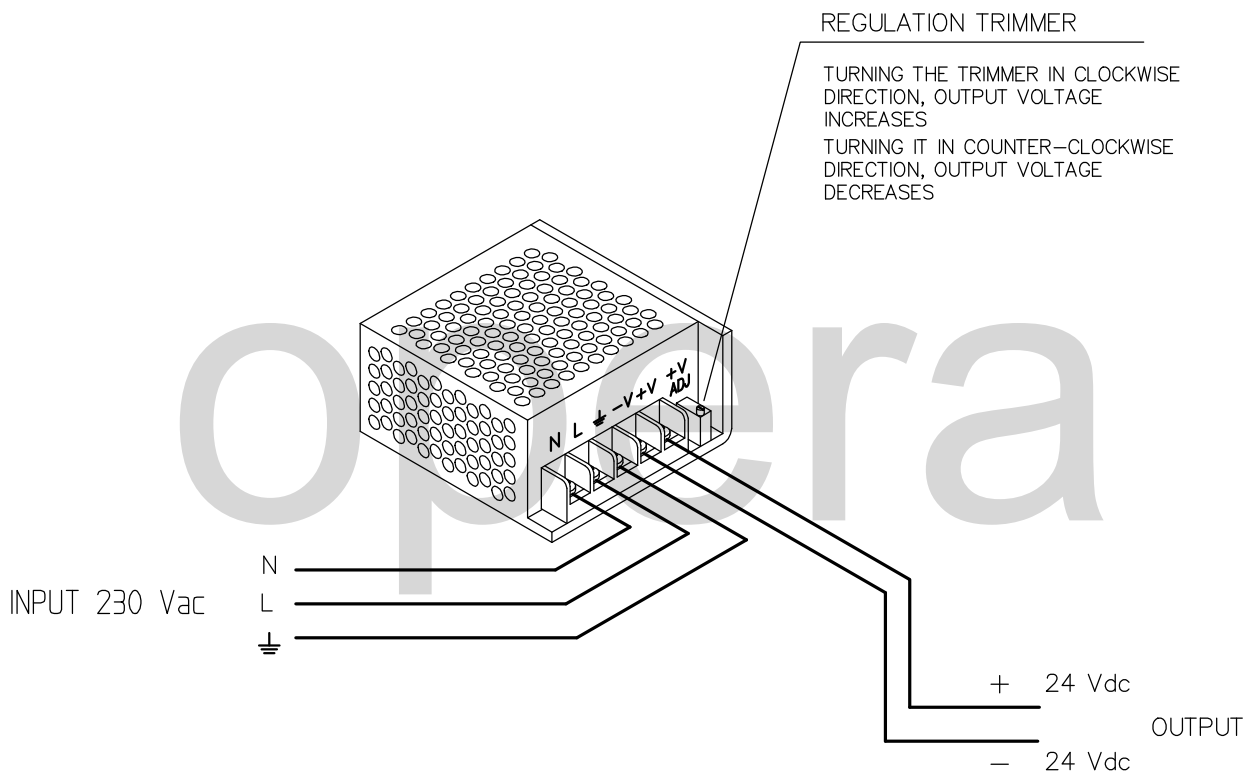 REGULATION TRIMMER
TURNING THE TRIMMER IN CLOCKWISE
DIRECTION, OUTPUT VOLTAGE
INCREASES
TURNING IT IN COUNTER-CLOCKWISE
DIRECTION, OUTPUT VOLTAGE
DECREASES
opera
N L ⏚ -V +V +V
ADJ
N
INPUT 230 Vac L
⏚
+ 24 Vdc
OUTPUT
- 24 Vdc